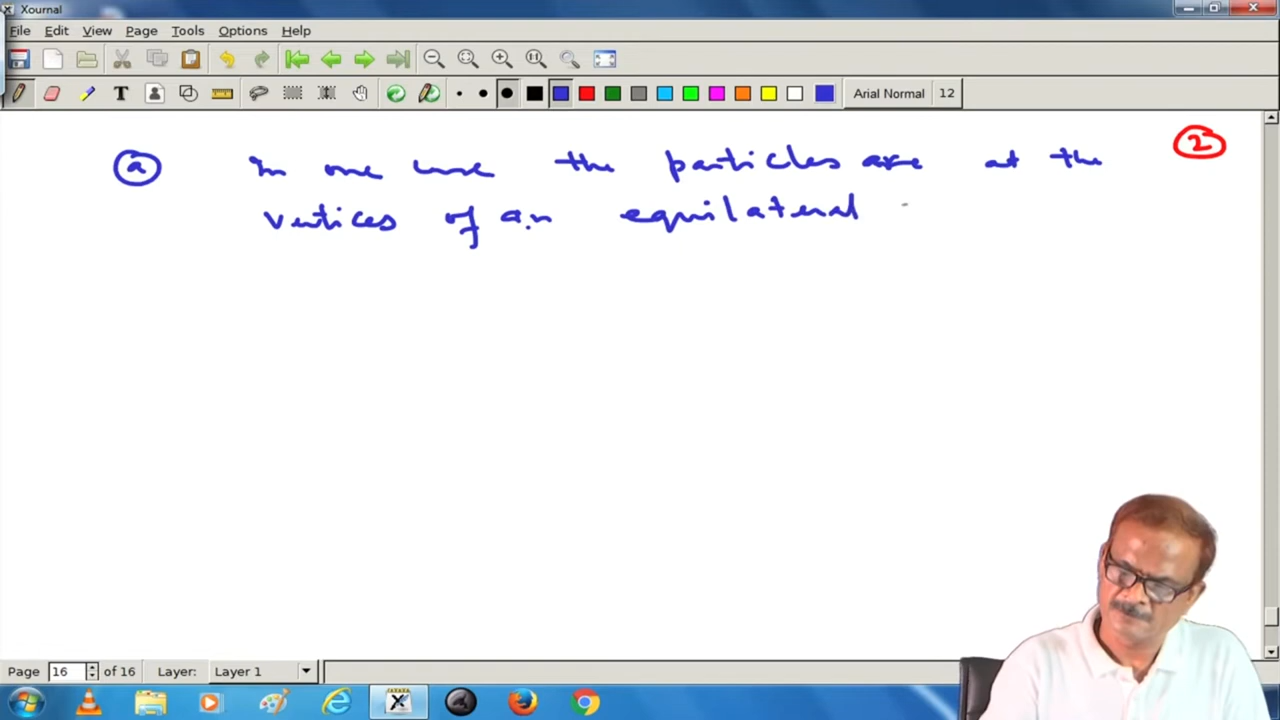 Xournal
File Edit View Page Tools Options Help
Arial Normal 12
2
a In one case the particles are at the
vertices of an equilateral
Page 16 of 16 Layer: Layer 1